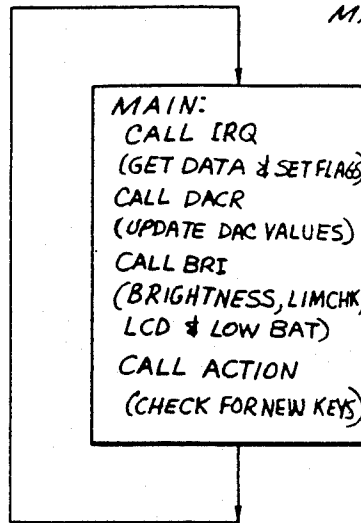 MAIN:
CALL IRQ
(GET DATA & SET FLAGS)
CALL DACR
(UPDATE DAC VALUES)
CALL BRI
(BRIGHTNESS, LIMCHK,
LCD & LOW BAT)
CALL ACTION
(CHECK FOR NEW KEYS)